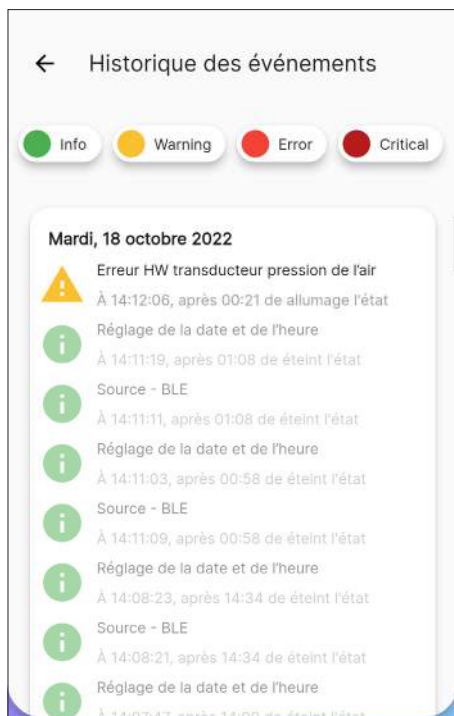 Historique des événements
Info Warning Error Critical
Mardi, 18 octobre 2022
Erreur HW transducteur pression de l'air
À 14:12:06, après 00:21 de allumage l'état
Réglage de la date et de l'heure
À 14:11:19, après 01:08 de éteint l'état
Source - BLE
À 14:11:11, après 01:08 de éteint l'état
Réglage de la date et de l'heure
À 14:11:03, après 00:58 de éteint l'état
Source - BLE
À 14:11:09, après 00:58 de éteint l'état
Réglage de la date et de l'heure
À 14:08:23, après 14:34 de éteint l'état
Source - BLE
À 14:08:21, après 14:34 de éteint l'état
Réglage de la date et de l'heure